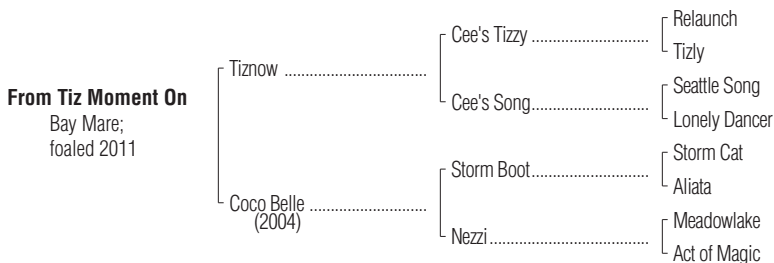 From Tiz Moment On
Bay Mare;
foaled 2011
Tiznow
Coco Belle
(2004)
Cee's Tizzy
Cee's Song
Storm Boot
Nezzi
Relaunch
Tizly
Seattle Song
Lonely Dancer
Storm Cat
Aliata
Meadowlake
Act of Magic